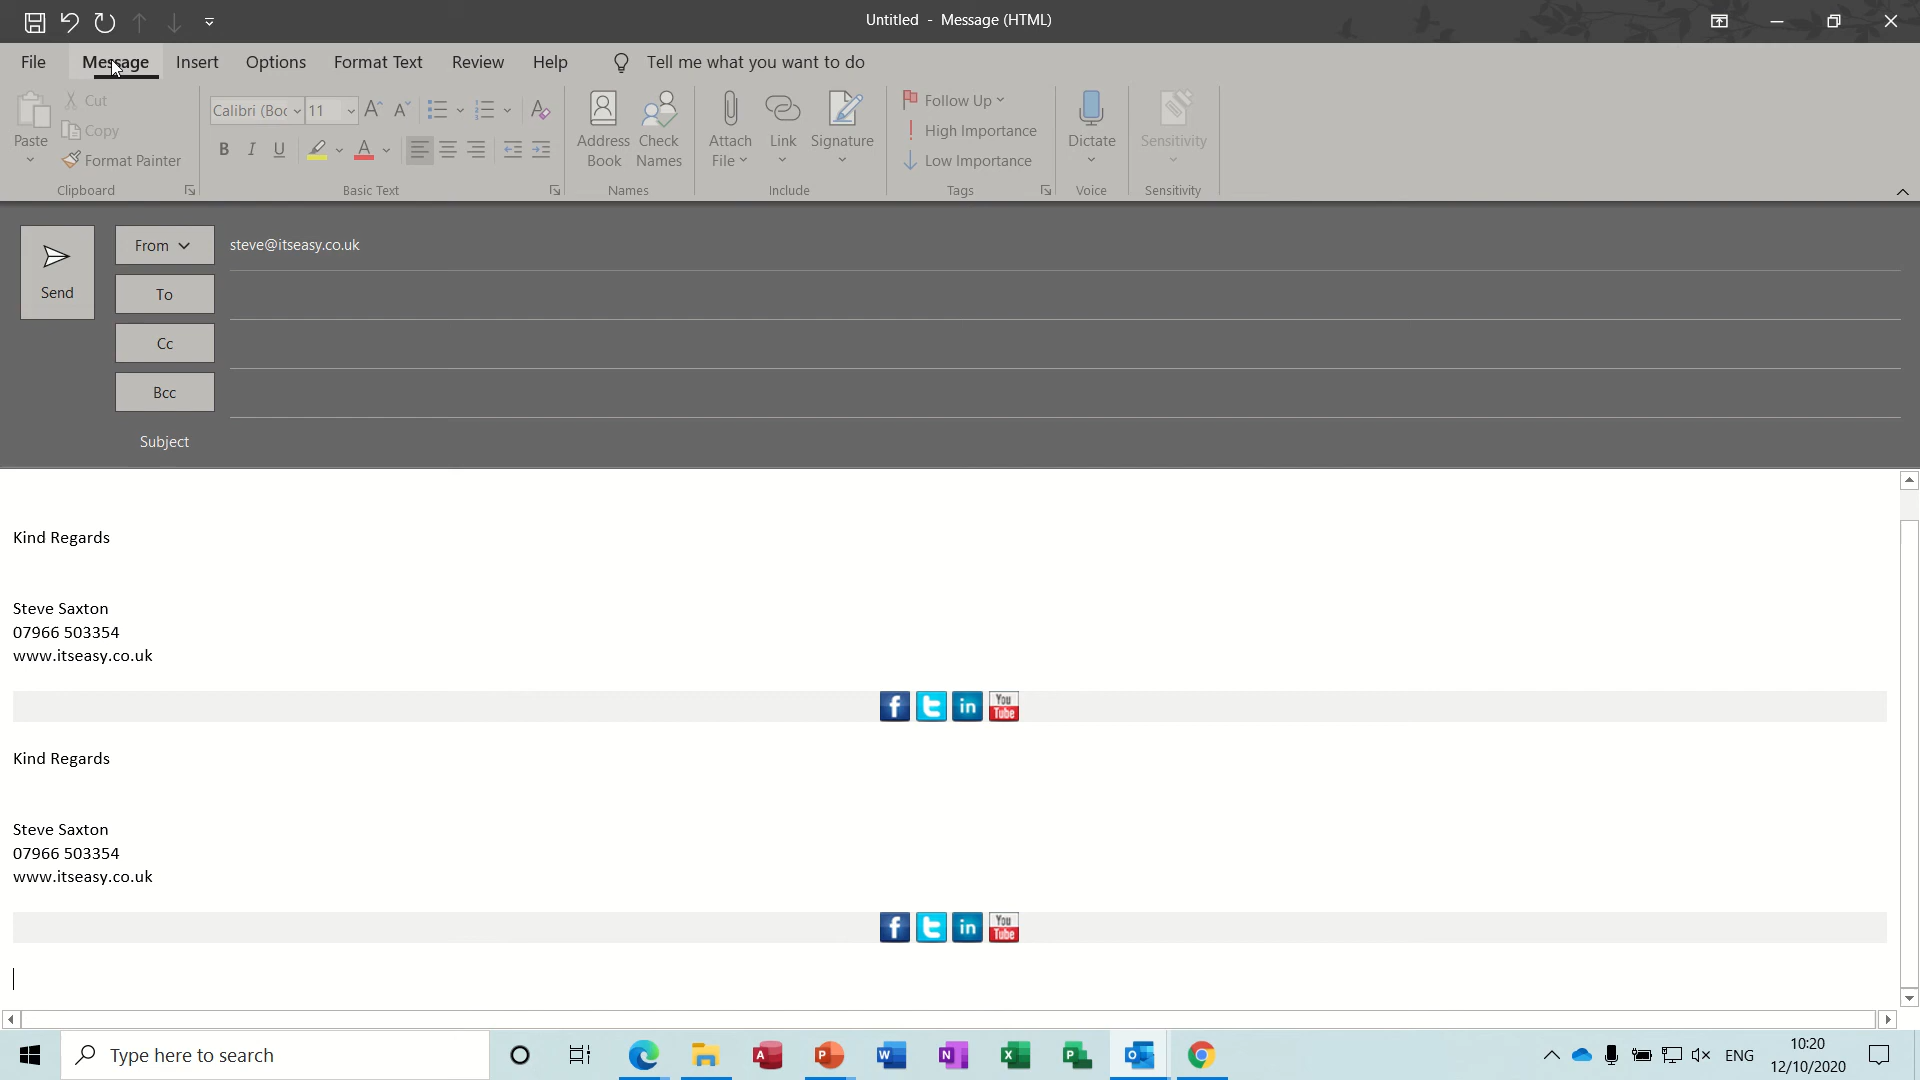 Untitled - Message (HTML)
File Message Insert Options Format Text Review Help Tell me what you want to do
Paste
Cut
Copy
Format Painter
Clipboard
Calibri (Boc 11
B I U A
Basic Text
Address Book
Check Names
Names
Attach File
Link
Signature
Include
Follow Up
High Importance
Low Importance
Tags
Dictate
Voice
Sensitivity
Sensitivity
Send
From steve@itseasy.co.uk
To
Cc
Bcc
Subject
Kind Regards
Steve Saxton
07966 503354
www.itseasy.co.uk
f t in You Tube
Kind Regards
Steve Saxton
07966 503354
www.itseasy.co.uk
f t in You Tube
Type here to search
A P W N X P O
ENG
10:20
12/10/2020